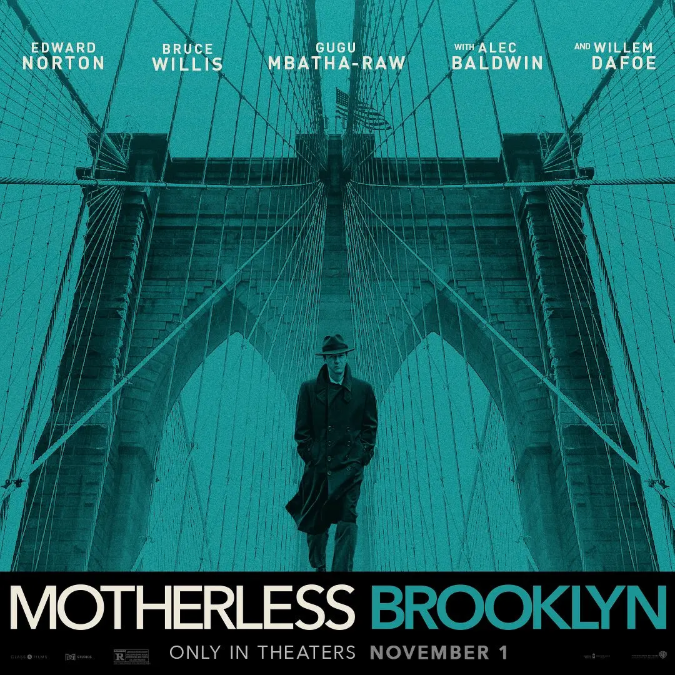 EDWARD
NORTON
BRUCE
WILLIS
GUGU
MBATHA-RAW
WITH ALEC
BALDWIN
AND WILLEM
DAFOE
MOTHERLESS BROOKLYN
ONLY IN THEATERS NOVEMBER 1
R